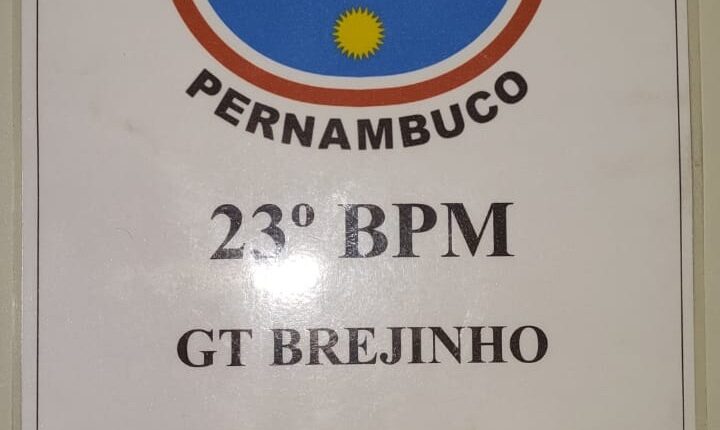 PERNAMBUCO
23º BPM
GT BREJINHO